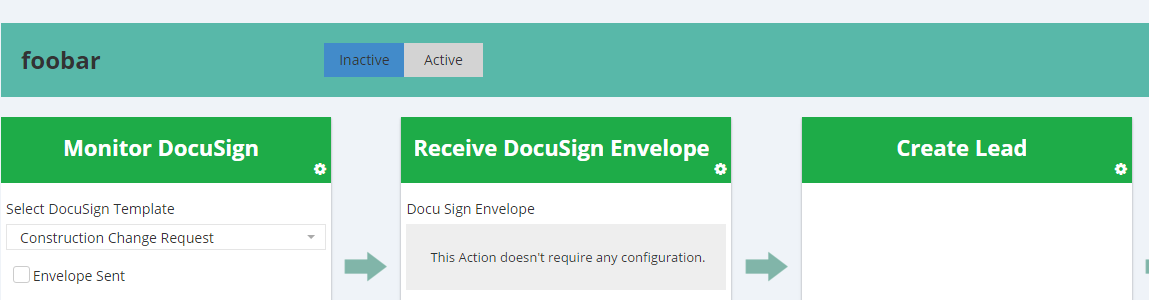 foobar
Inactive Active
Monitor DocuSign
Select DocuSign Template
Construction Change Request
Envelope Sent
Receive DocuSign Envelope
Docu Sign Envelope
This Action doesn't require any configuration.
Create Lead